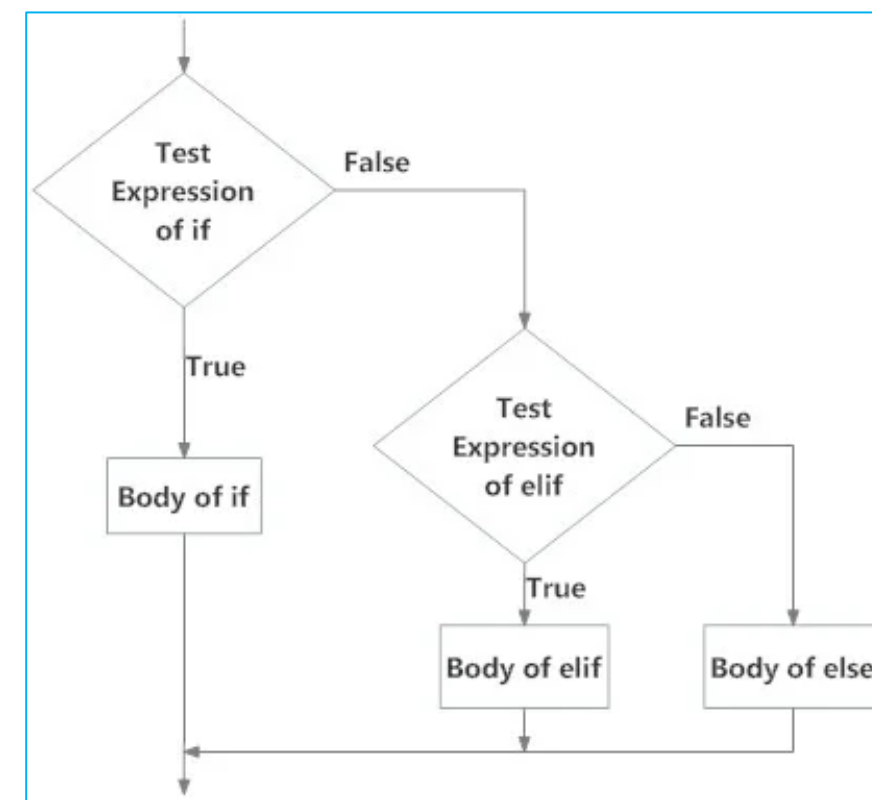 Test
Expression
of if
False
True
Body of if
Test
Expression
of elif
False
True
Body of elif
Body of else